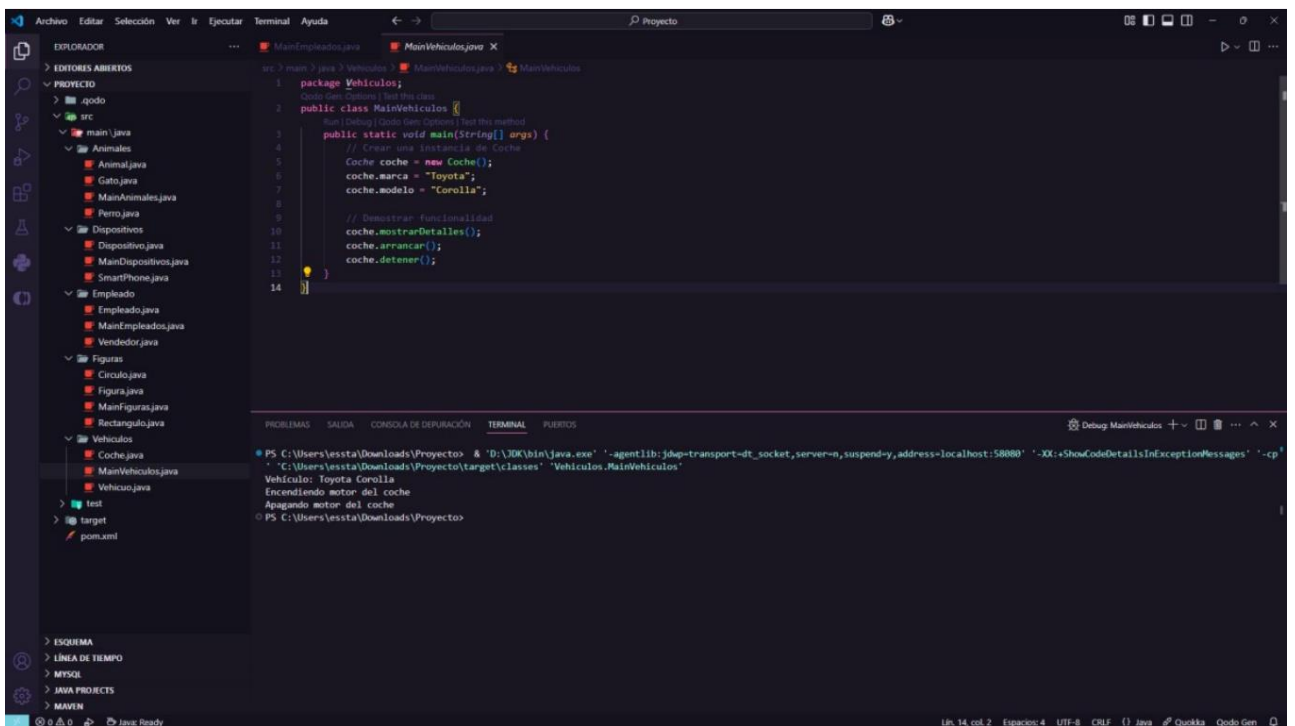 Archivo Editar Selección Ver Ir Ejecutar Terminal Ayuda
Proyecto
EXPLORADOR
EDITORES ABIERTOS
PROYECTO
.qodo
src
main \ java
Animales
Animal.java
Gato.java
MainAnimales.java
Perro.java
Dispositivos
Dispositivo.java
MainDispositivos.java
SmartPhone.java
Empleado
Empleado.java
MainEmpleados.java
Vendedor.java
Figuras
Circulo.java
Figura.java
MainFiguras.java
Rectangulo.java
Vehiculos
Coche.java
MainVehiculos.java
Vehicuo.java
test
target
pom.xml
ESQUEMA
LÍNEA DE TIEMPO
MYSQL
JAVA PROJECTS
MAVEN
MainEmpleados.java MainVehiculos.java
src > main > java > Vehiculos > MainVehiculos.java > MainVehiculos
1 package Vehiculos;
Qodo Gen: Options | Test this class
2 public class MainVehiculos {
Run | Debug | Qodo Gen: Options | Test this method
3 public static void main(String[] args) {
4 // Crear una instancia de Coche
5 Coche coche = new Coche();
6 coche.marca = "Toyota";
7 coche.modelo = "Corolla";
8
9 // Demostrar funcionalidad
10 coche.mostrarDetalles();
11 coche.arrancar();
12 coche.detener();
13 }
14 }
PROBLEMAS SALIDA CONSOLA DE DEPURACIÓN TERMINAL PUERTOS
Debug: MainVehiculos
PS C:\Users\essta\Downloads\Proyecto> & 'D:\JDK\bin\java.exe' '-agentlib:jdwp=transport=dt_socket,server=n,suspend=y,address=localhost:58080' '-XX:+ShowCodeDetailsInExceptionMessages' '-cp'
' 'C:\Users\essta\Downloads\Proyecto\target\classes' 'Vehiculos.MainVehiculos'
Vehículo: Toyota Corolla
Encendiendo motor del coche
Apagando motor del coche
PS C:\Users\essta\Downloads\Proyecto>
0 0 Java: Ready
Lín. 14, col. 2 Espacios: 4 UTF-8 CRLF {} Java Quokka Qodo Gen